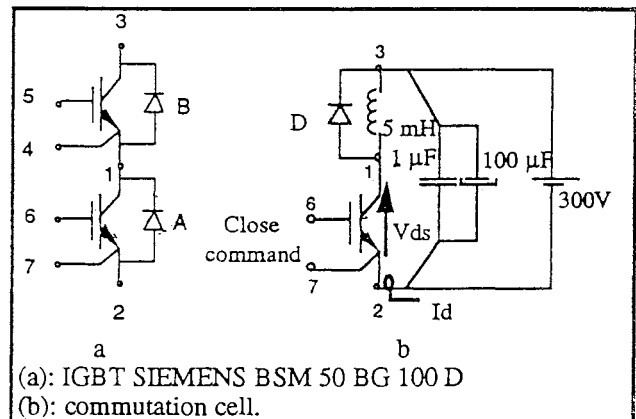 3
5
B
4
1
6
A
7
2
a
3
D
5 mH
1 µF
100 µF
1
300V
6
Close
command
Vds
7
2
Id
b
(a): IGBT SIEMENS BSM 50 BG 100 D
(b): commutation cell.